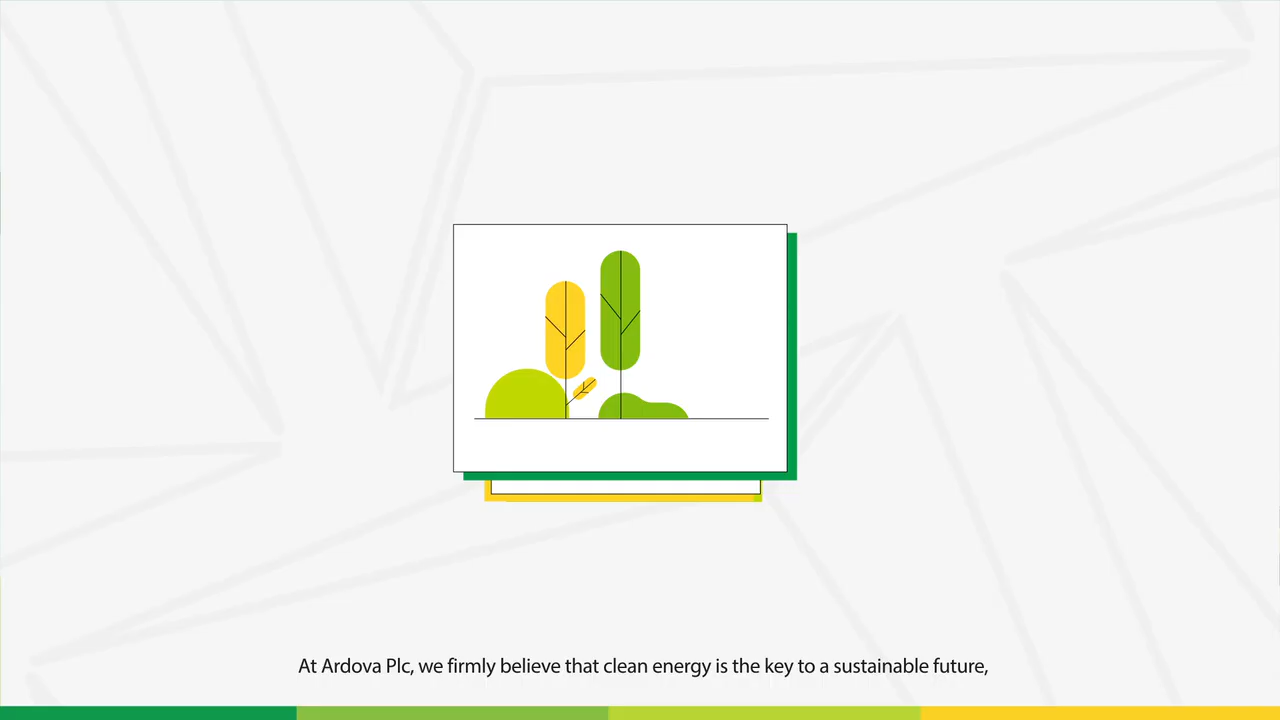 At Ardova Plc, we firmly believe that clean energy is the key to a sustainable future,